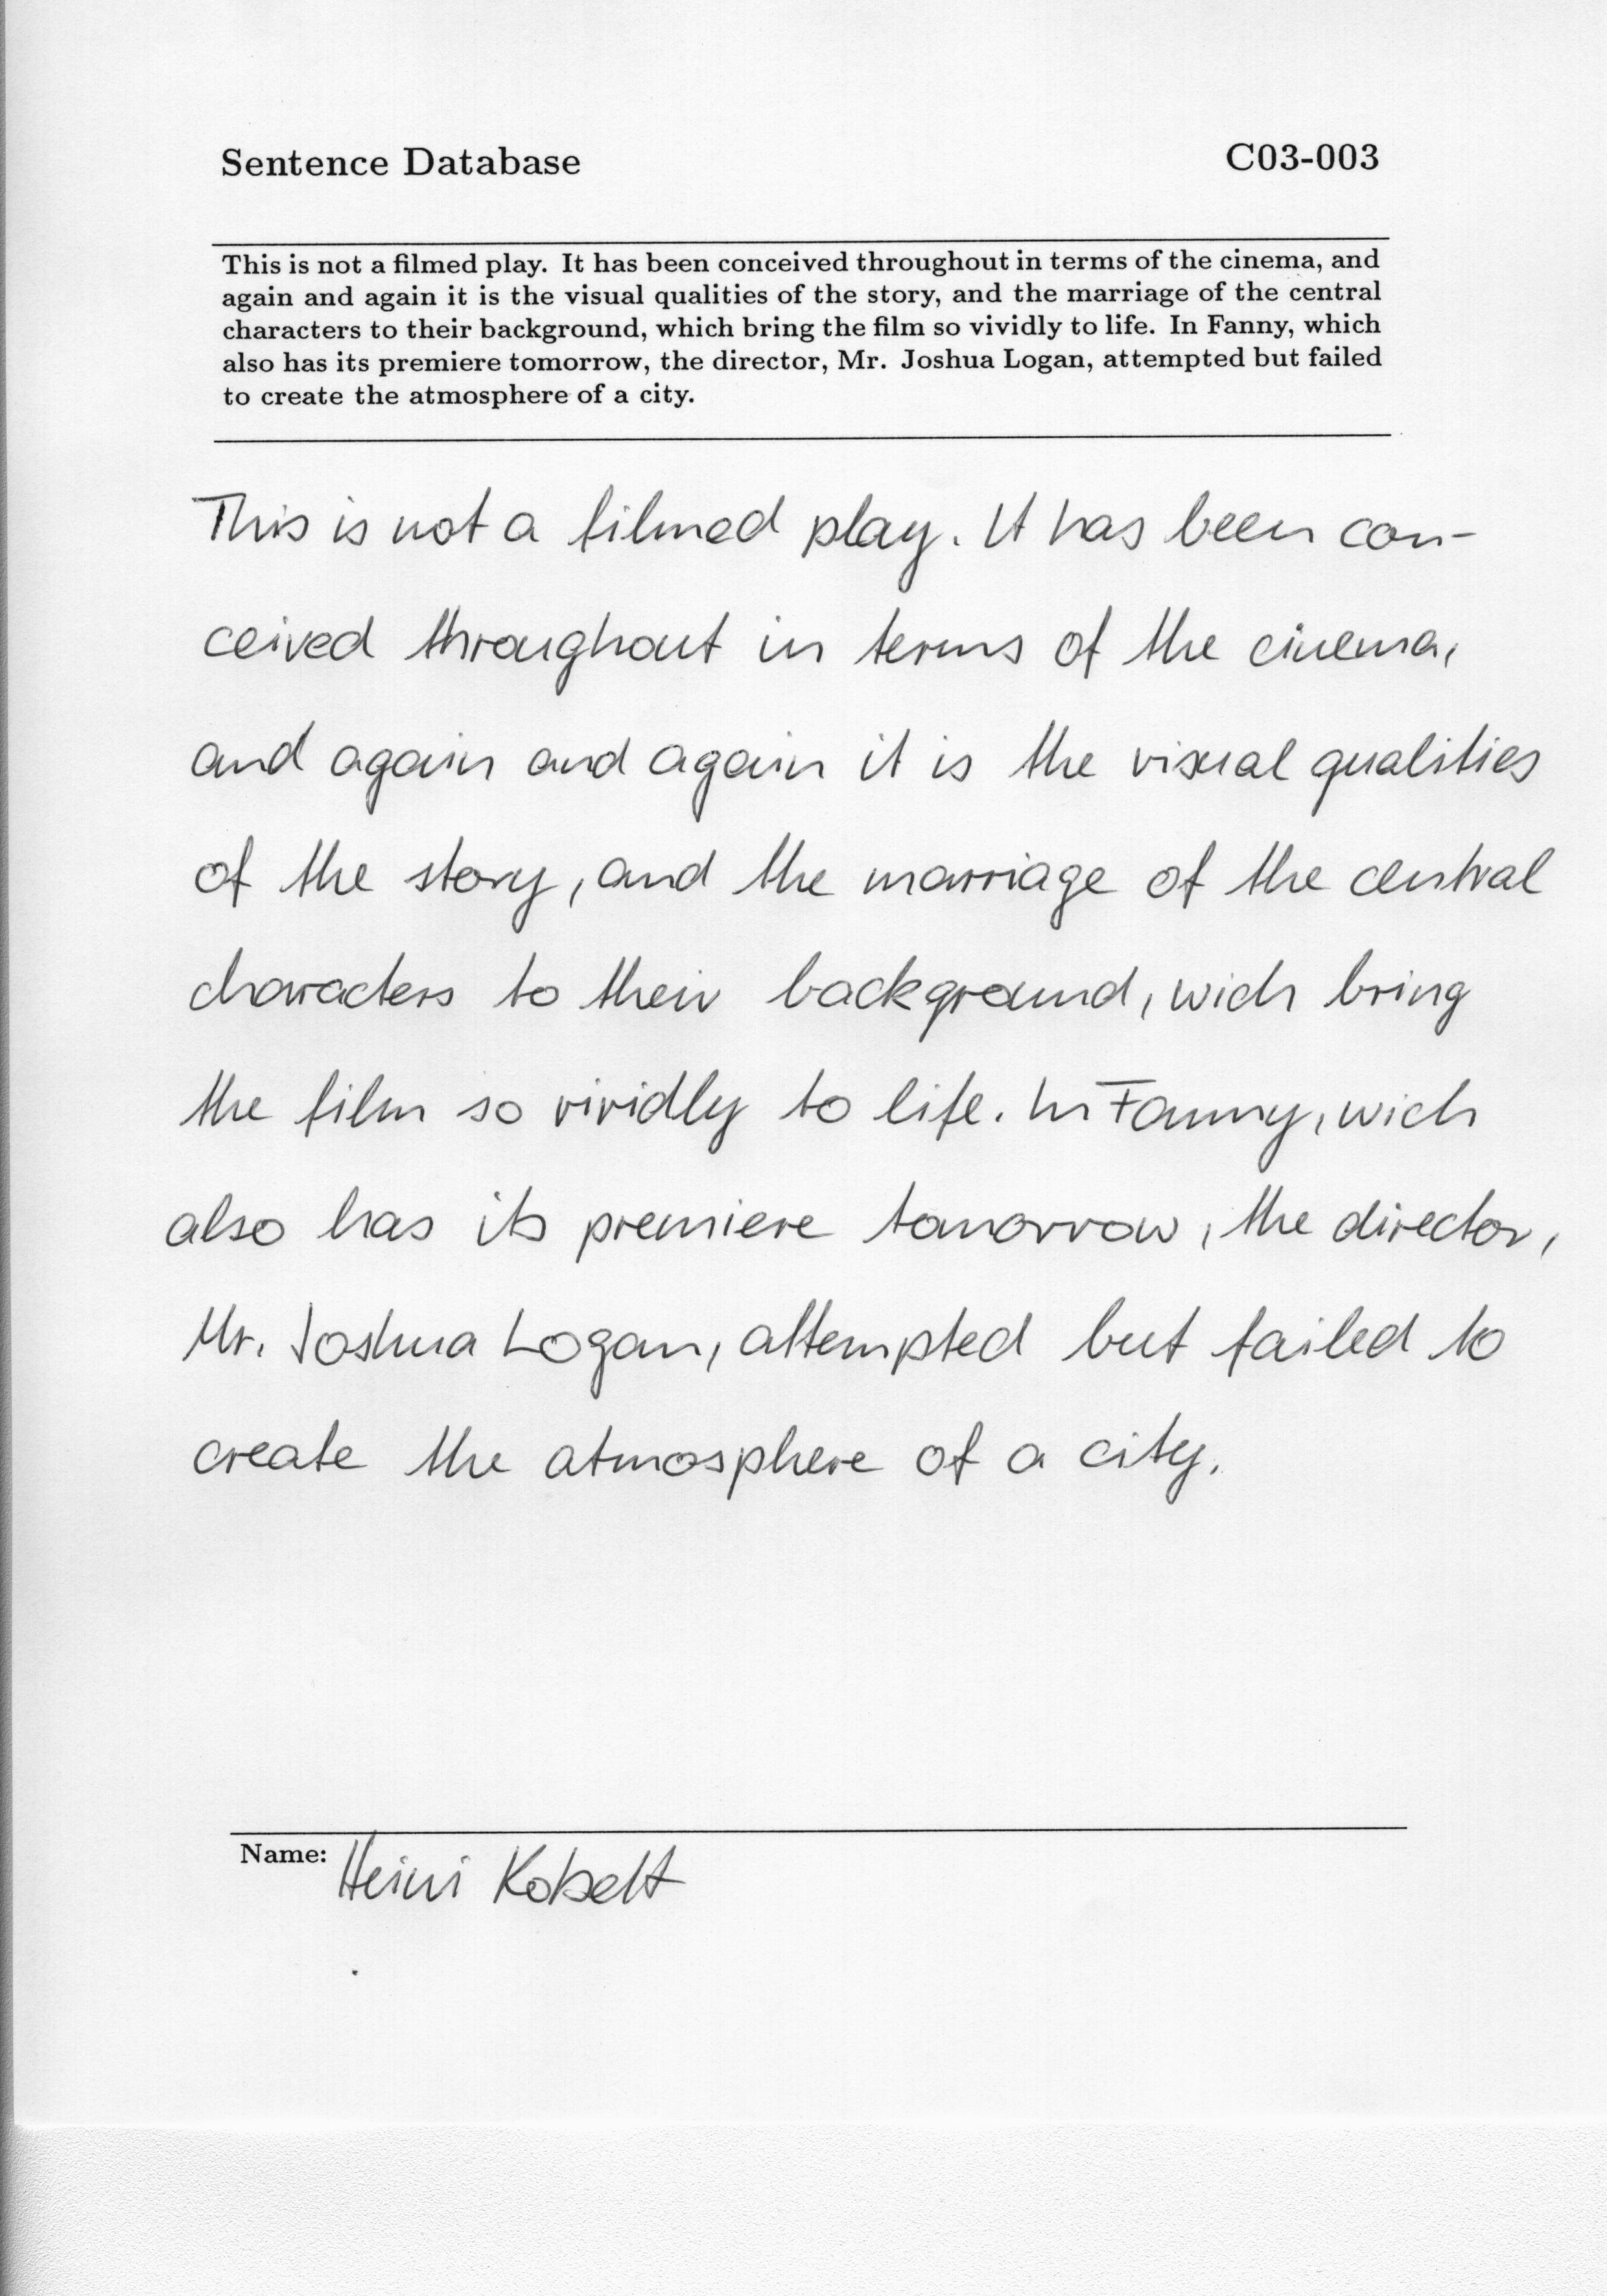 Sentence Database C03-003
This is not a filmed play. It has been conceived throughout in terms of the cinema, and
again and again it is the visual qualities of the story, and the marriage of the central
characters to their background, which bring the film so vividly to life. In Fanny, which
also has its premiere tomorrow, the director, Mr. Joshua Logan, attempted but failed
to create the atmosphere of a city.
This is not a filmed play. It has been con-
ceived throughout in terms of the cinema,
and again and again it is the visual qualities
of the story, and the marriage of the central
characters to their background, wich bring
the film so vividly to life. In Fanny, wich
also has its premiere tomorrow, the director,
Mr. Joshua Logan, attempted but failed to
create the atmosphere of a city.
Name: Heini Kobelt